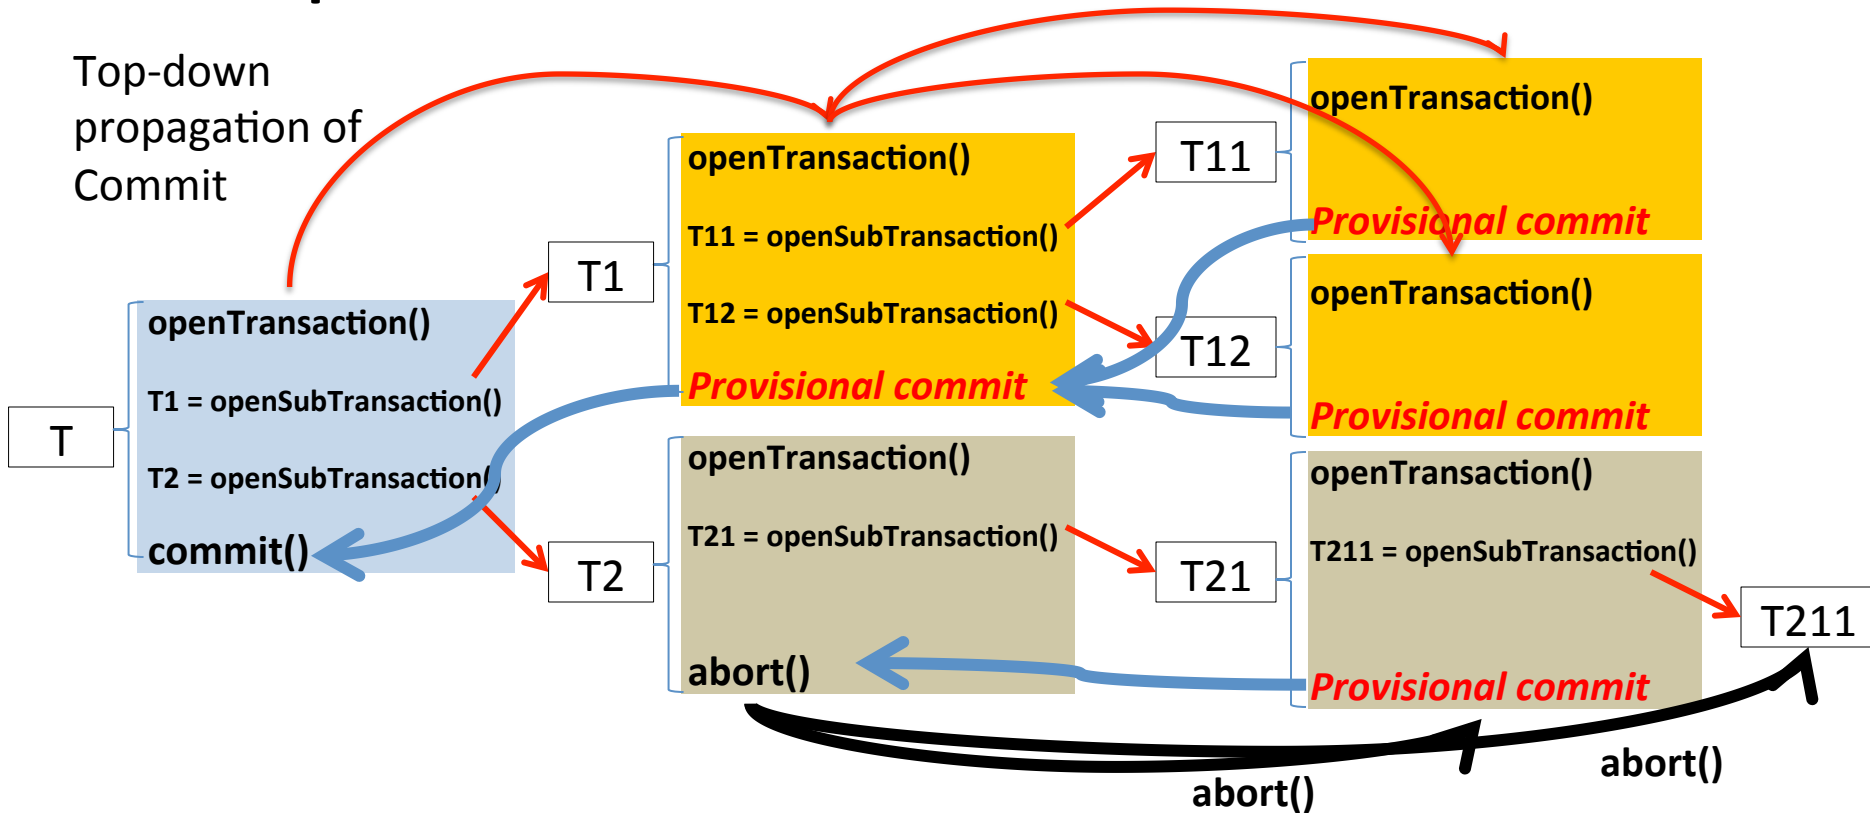 Top-down
propagation of
Commit
T
openTransaction()
T1 = openSubTransaction()
T2 = openSubTransaction()
commit()
T1
openTransaction()
T11 = openSubTransaction()
T12 = openSubTransaction()
Provisional commit
T2
openTransaction()
T21 = openSubTransaction()
abort()
T11
openTransaction()
Provisional commit
T12
openTransaction()
Provisional commit
T21
openTransaction()
T211 = openSubTransaction()
Provisional commit
T211
abort()
abort()